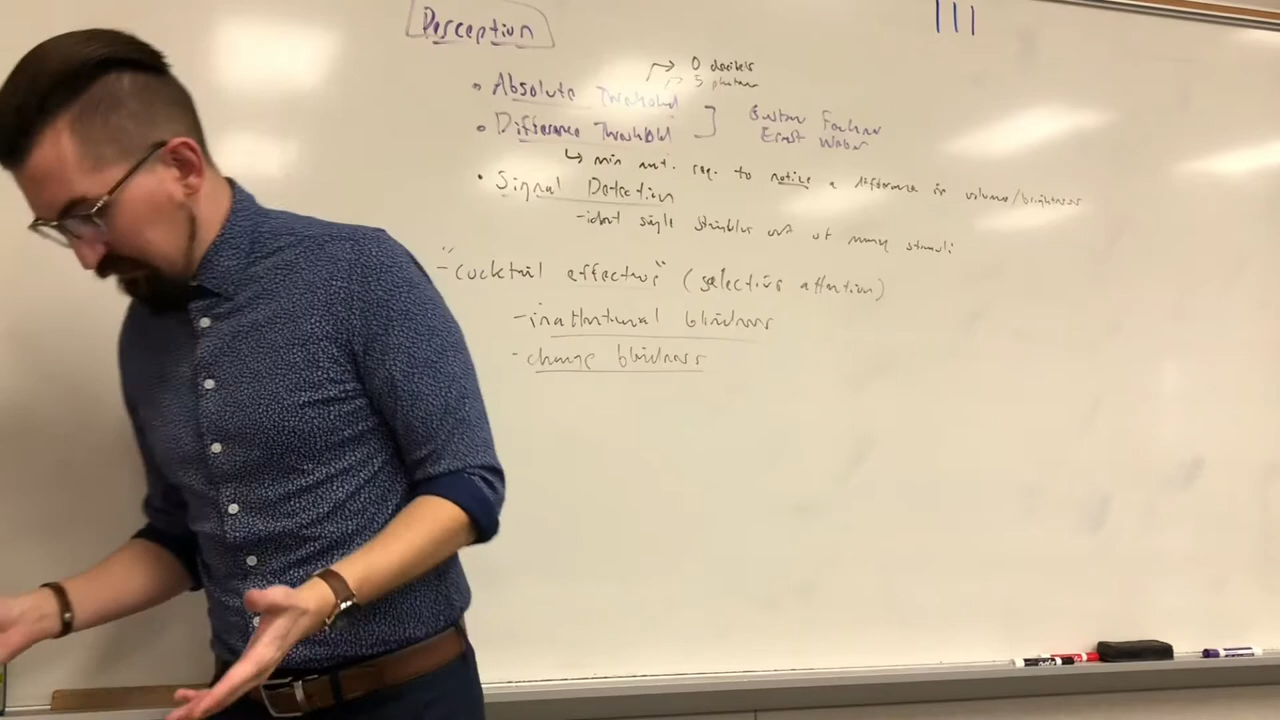 Perception
111
• Absolute Threshold
0 decibels
5 photons
• Difference Threshold
Gustav Fechner
Ernst Weber
↳ min amt. req. to notice a difference in volume/brightness
• Signal Detection
-ident single stimulus out of many stimuli
-"cocktail effective" (selective attention)
-inattentional blindness
-change blindness